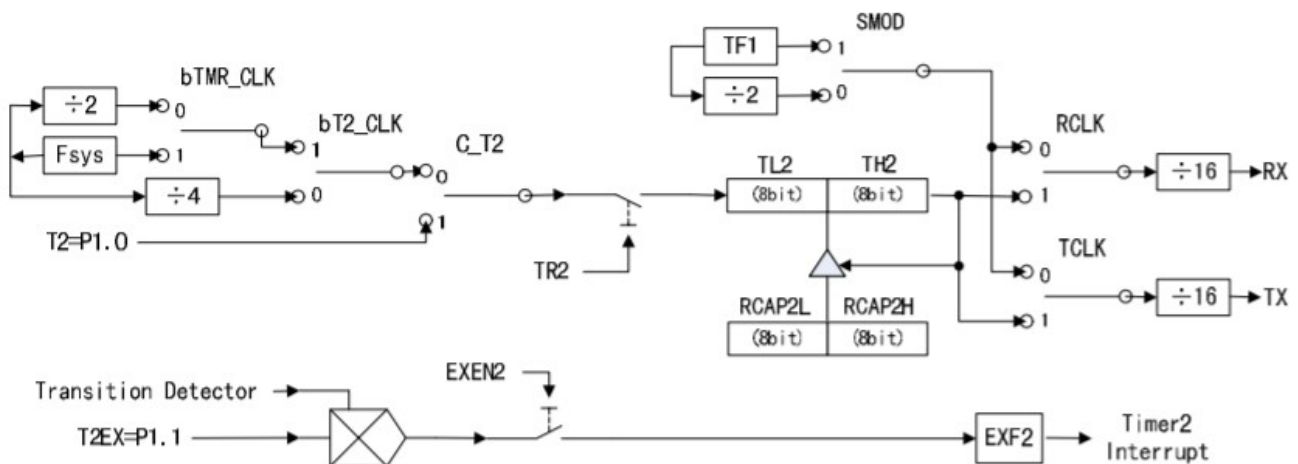 SMOD
TF1
1
÷2
0
bTMR_CLK
÷2
0
bT2_CLK
Fsys
1
1
C_T2
÷4
0
0
1
T2=P1.0
TR2
TL2
TH2
(8bit)
(8bit)
RCAP2L
RCAP2H
(8bit)
(8bit)
RCLK
0
÷16
RX
1
TCLK
0
÷16
TX
1
Transition Detector
EXEN2
T2EX=P1.1
EXF2
Timer2
Interrupt